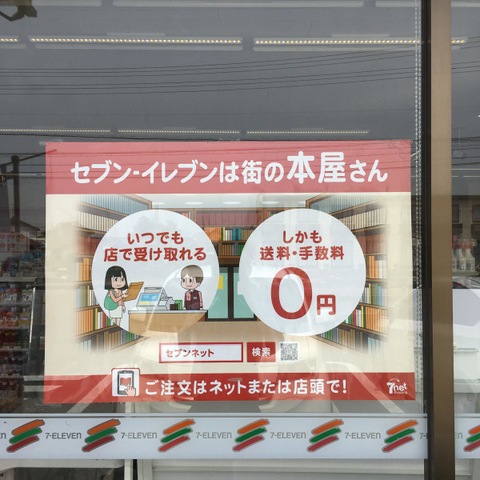 セブン-イレブンは街の本屋さん
いつでも
店で受け取れる
しかも
送料・手数料
0円
セブンネット 検索
ご注文はネットまたは店頭で!
7net
7-ELEVEN 7-ELEVEN 7-ELEVEN 7-ELEVEN 7-ELEVEN